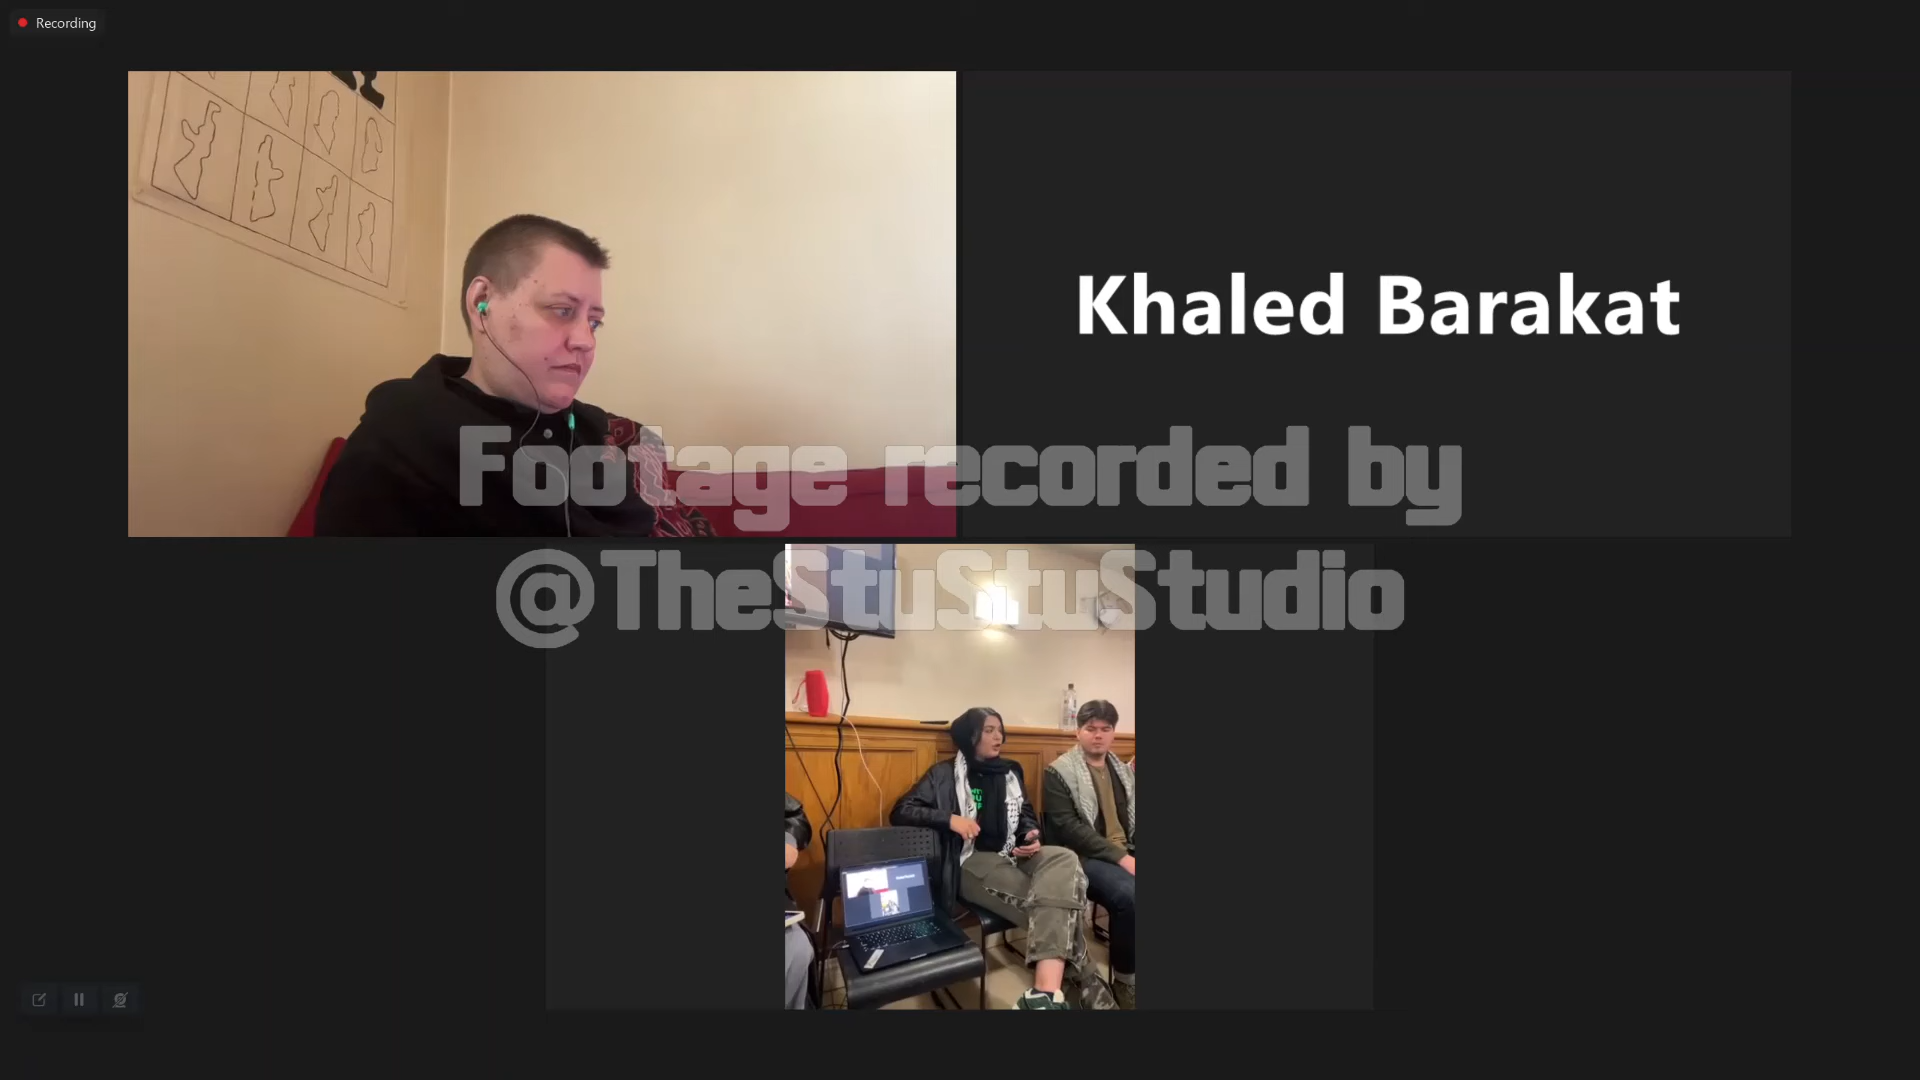 Recording
Khaled Barakat
Footage recorded by
@TheStuStuStudio